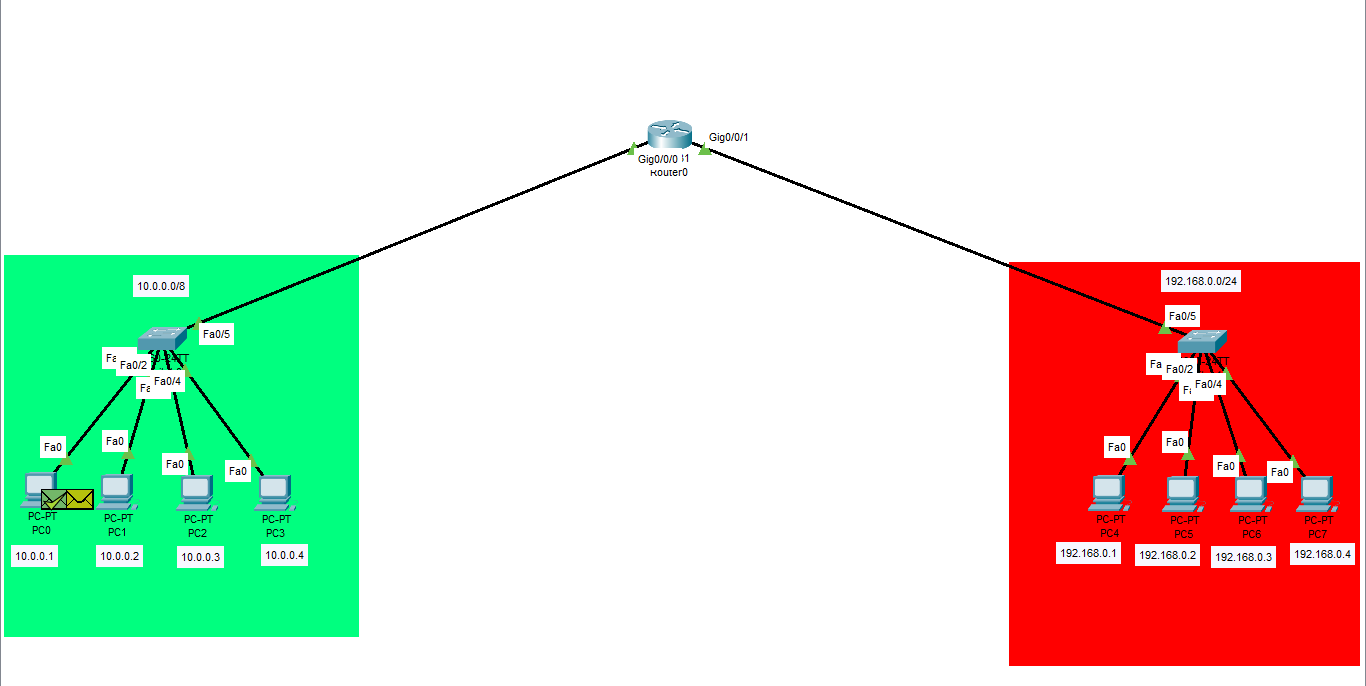 Gig0/0/1
Gig0/0/0
Router0
10.0.0.0/8
Fa0/5
Fa0/2
Fa0/4
Fa0
Fa0
Fa0
Fa0
PC-PT
PC0
PC-PT
PC1
PC-PT
PC2
PC-PT
PC3
10.0.0.1
10.0.0.2
10.0.0.3
10.0.0.4
192.168.0.0/24
Fa0/5
Fa0/2
Fa0/4
Fa0
Fa0
Fa0
Fa0
PC-PT
PC4
PC-PT
PC5
PC-PT
PC6
PC-PT
PC7
192.168.0.1
192.168.0.2
192.168.0.3
192.168.0.4